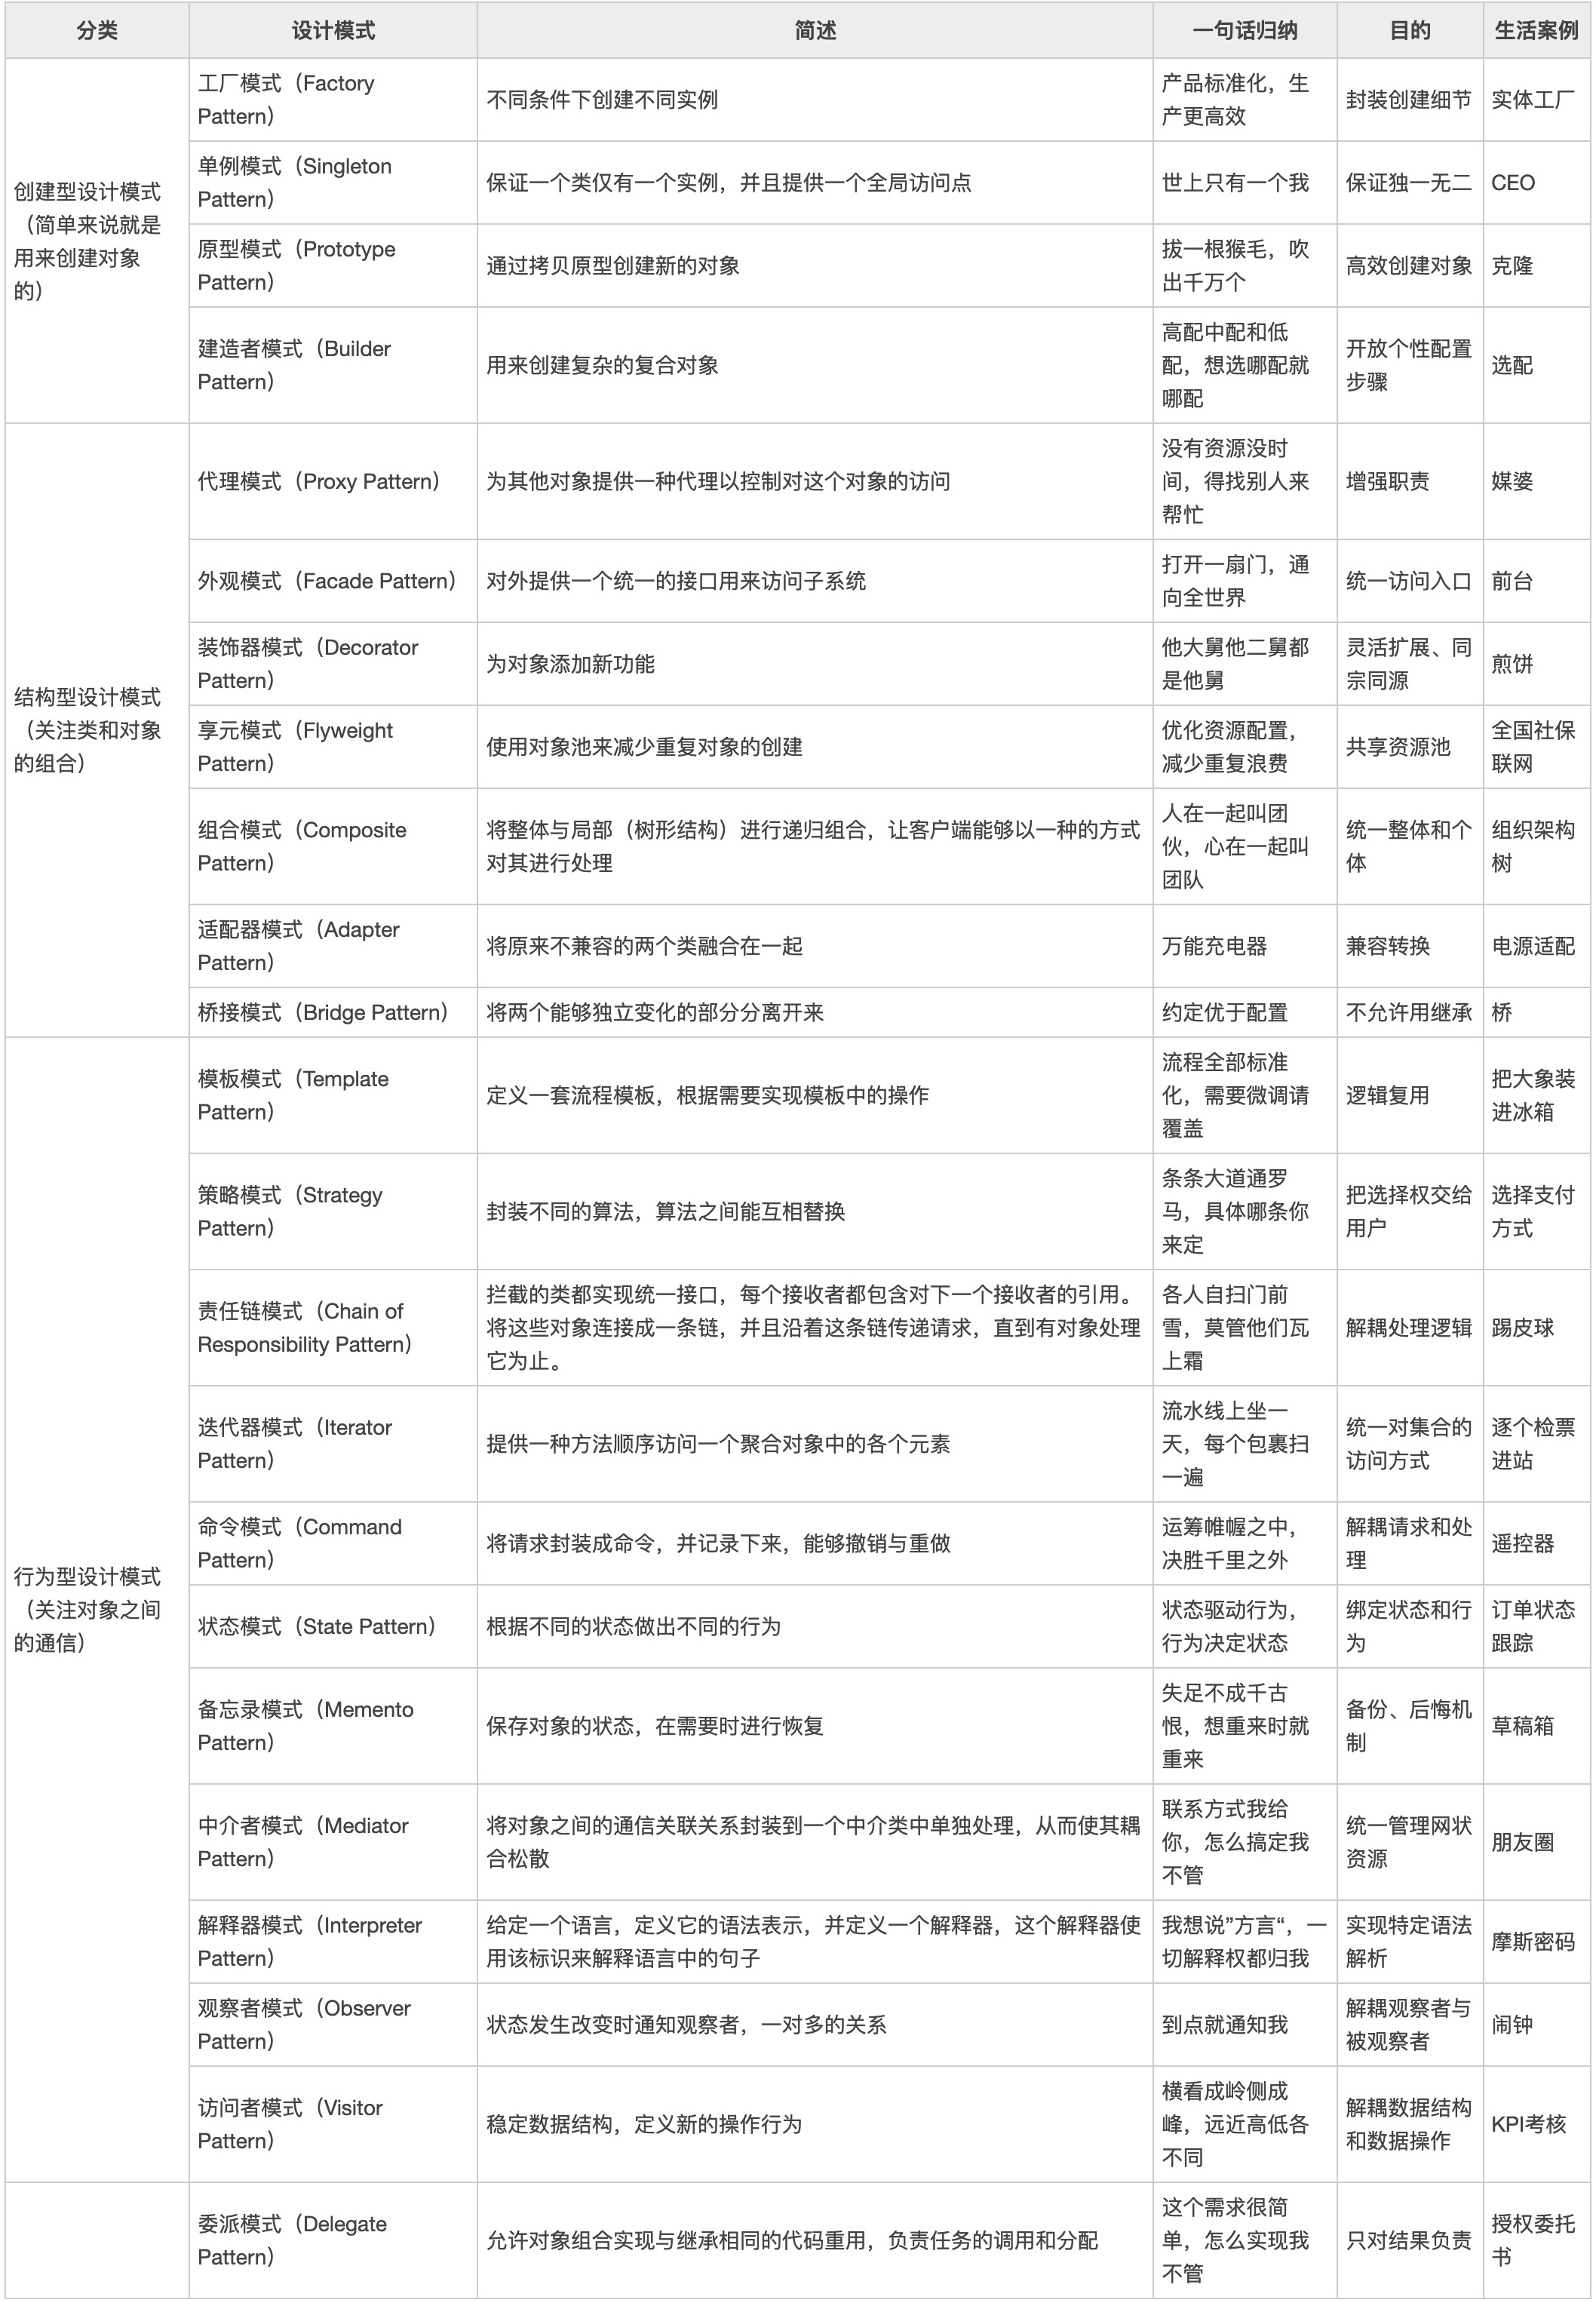 分类 设计模式 简述 一句话归纳 目的 生活案例
创建型设计模式
（简单来说就是
用来创建对象
的）
工厂模式（Factory
Pattern）
不同条件下创建不同实例
产品标准化，生
产更高效
封装创建细节
实体工厂
单例模式（Singleton
Pattern）
保证一个类仅有一个实例，并且提供一个全局访问点
世上只有一个我
保证独一无二
CEO
原型模式（Prototype
Pattern）
通过拷贝原型创建新的对象
拔一根猴毛，吹
出千万个
高效创建对象
克隆
建造者模式（Builder
Pattern）
用来创建复杂的复合对象
高配中配和低
配，想选哪配就
哪配
开放个性配置
步骤
选配
结构型设计模式
（关注类和对象
的组合）
代理模式（Proxy Pattern）
为其他对象提供一种代理以控制对这个对象的访问
没有资源没时
间，得找别人来
帮忙
增强职责
媒婆
外观模式（Facade Pattern）
对外提供一个统一的接口用来访问子系统
打开一扇门，通
向全世界
统一访问入口
前台
装饰器模式（Decorator
Pattern）
为对象添加新功能
他大舅他二舅都
是他舅
灵活扩展、同
宗同源
煎饼
享元模式（Flyweight
Pattern）
使用对象池来减少重复对象的创建
优化资源配置，
减少重复浪费
共享资源池
全国社保
联网
组合模式（Composite
Pattern）
将整体与局部（树形结构）进行递归组合，让客户端能够以一种的方式
对其进行处理
人在一起叫团
伙，心在一起叫
团队
统一整体和个
体
组织架构
树
适配器模式（Adapter
Pattern）
将原来不兼容的两个类融合在一起
万能充电器
兼容转换
电源适配
桥接模式（Bridge Pattern）
将两个能够独立变化的部分分离开来
约定优于配置
不允许用继承
桥
行为型设计模式
（关注对象之间
的通信）
模板模式（Template
Pattern）
定义一套流程模板，根据需要实现模板中的操作
流程全部标准
化，需要微调请
覆盖
逻辑复用
把大象装
进冰箱
策略模式（Strategy
Pattern）
封装不同的算法，算法之间能互相替换
条条大道通罗
马，具体哪条你
来定
把选择权交给
用户
选择支付
方式
责任链模式（Chain of
Responsibility Pattern）
拦截的类都实现统一接口，每个接收者都包含对下一个接收者的引用。
将这些对象连接成一条链，并且沿着这条链传递请求，直到有对象处理
它为止。
各人自扫门前
雪，莫管他们瓦
上霜
解耦处理逻辑
踢皮球
迭代器模式（Iterator
Pattern）
提供一种方法顺序访问一个聚合对象中的各个元素
流水线上坐一
天，每个包裹扫
一遍
统一对集合的
访问方式
逐个检票
进站
命令模式（Command
Pattern）
将请求封装成命令，并记录下来，能够撤销与重做
运筹帷幄之中，
决胜千里之外
解耦请求和处
理
遥控器
状态模式（State Pattern）
根据不同的状态做出不同的行为
状态驱动行为，
行为决定状态
绑定状态和行
为
订单状态
跟踪
备忘录模式（Memento
Pattern）
保存对象的状态，在需要时进行恢复
失足不成千古
恨，想重来时就
重来
备份、后悔机
制
草稿箱
中介者模式（Mediator
Pattern）
将对象之间的通信关联关系封装到一个中介类中单独处理，从而使其耦
合松散
联系方式我给
你，怎么搞定我
不管
统一管理网状
资源
朋友圈
解释器模式（Interpreter
Pattern）
给定一个语言，定义它的语法表示，并定义一个解释器，这个解释器使
用该标识来解释语言中的句子
我想说”方言“，一
切解释权都归我
实现特定语法
解析
摩斯密码
观察者模式（Observer
Pattern）
状态发生改变时通知观察者，一对多的关系
到点就通知我
解耦观察者与
被观察者
闹钟
访问者模式（Visitor
Pattern）
稳定数据结构，定义新的操作行为
横看成岭侧成
峰，远近高低各
不同
解耦数据结构
和数据操作
KPI考核
委派模式（Delegate
Pattern）
允许对象组合实现与继承相同的代码重用，负责任务的调用和分配
这个需求很简
单，怎么实现我
不管
只对结果负责
授权委托
书